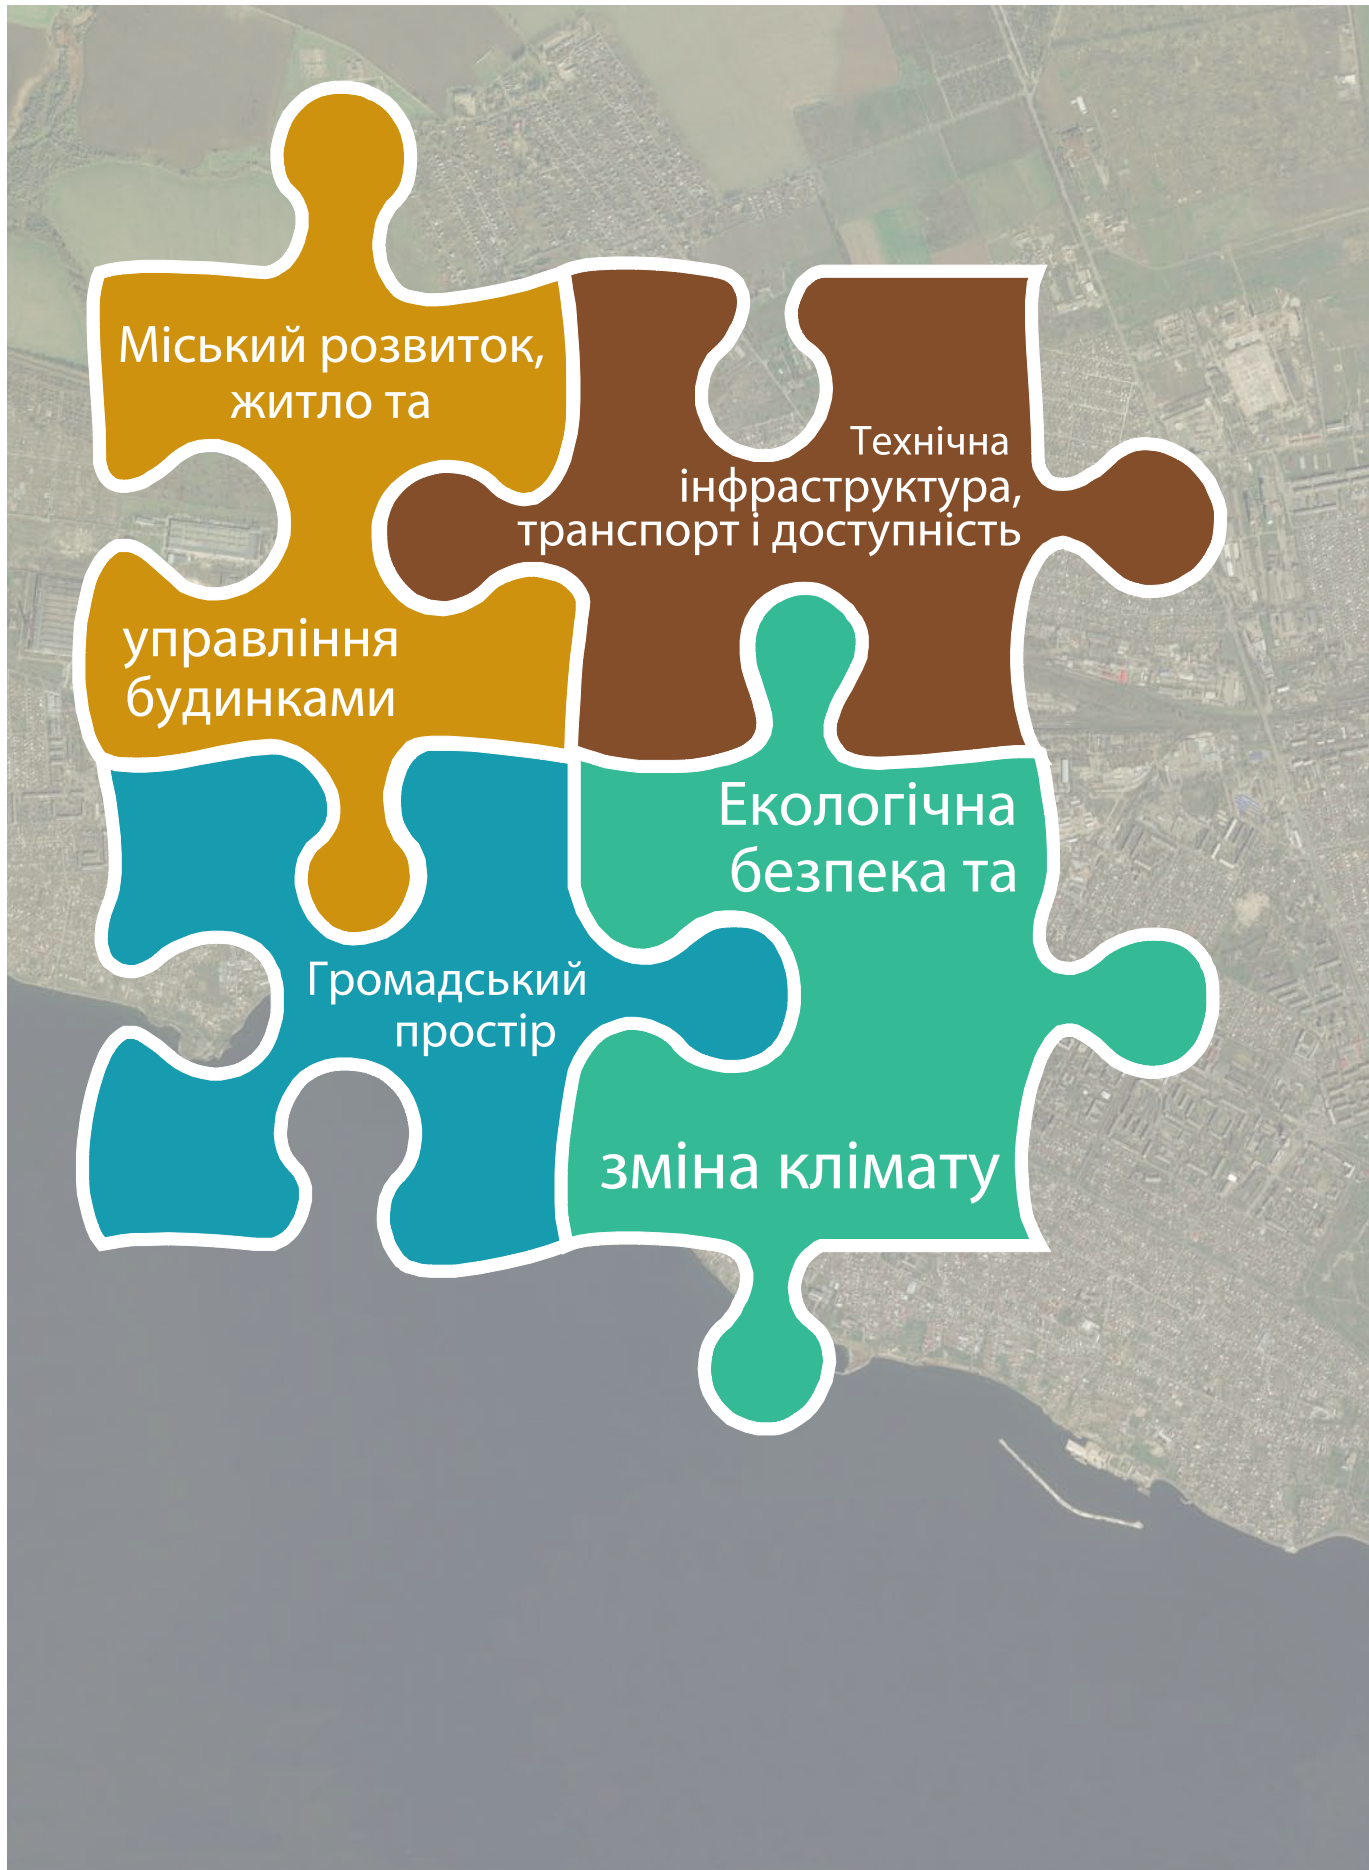 Міський розвиток,
житло та
управління
будинками
Технічна
інфраструктура,
транспорт і доступність
Громадський
простір
Екологічна
безпека та
зміна клімату